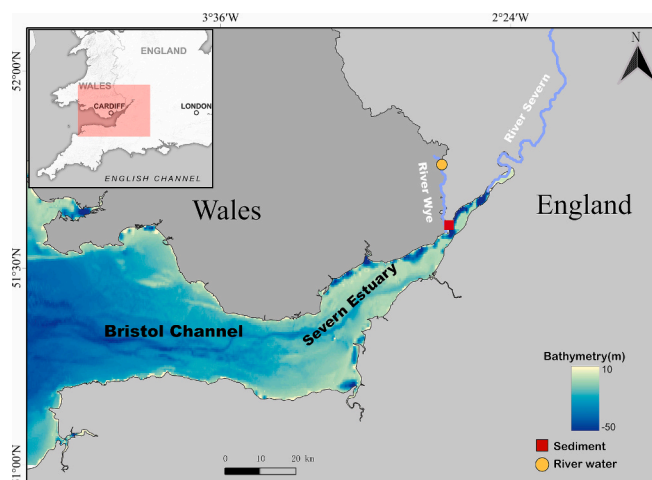 3°36'W
2°24'W
52°00'N
51°30'N
51°00'N
ENGLAND
WALES
CARDIFF
LONDON
ENGLISH CHANNEL
N
River Severn
River Wye
Wales
England
Severn Estuary
Bristol Channel
Bathymetry(m)
10
-50
Sediment
River water
0 10 20 km